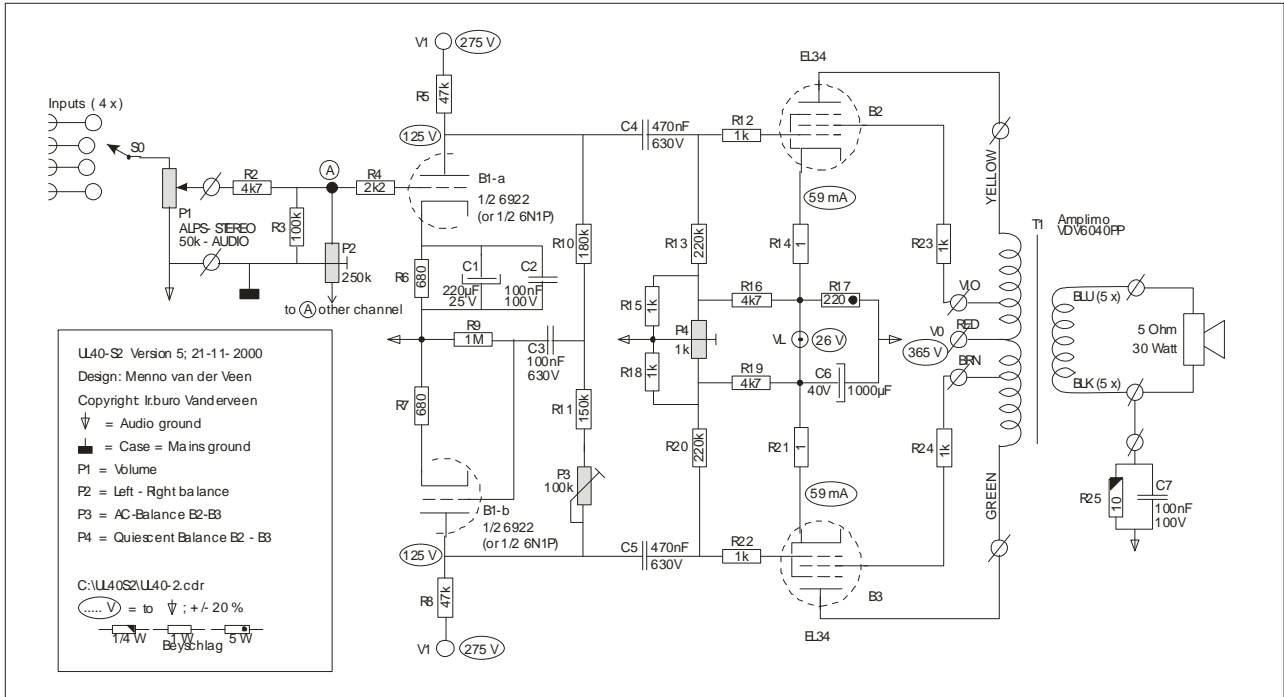 V1
275 V
R5
47k
125 V
Inputs ( 4 x )
S0
R2
4k7
A
R4
2k2
P1
ALPS- STEREO
50k - AUDIO
R3
100k
P2
250k
to A other channel
B1-a
1/2 6922
(or 1/2 6N1P)
R6
680
C1
220µF
25 V
C2
100nF
100 V
R9
1M
C3
100nF
630V
R7
680
B1-b
1/2 6922
(or 1/2 6N1P)
125 V
R8
47k
V1
275 V
R10
180k
R11
150k
P3
100k
C4
470nF
630V
R12
1k
R13
220k
R15
1k
R16
4k7
P4
1k
R18
1k
R19
4k7
R20
220k
C5
470nF
630V
R22
1k
EL34
B2
59 mA
R14
1
R17
220
VL
26 V
C6
40V
1000µF
R21
1
59 mA
B3
EL34
R23
1k
VIO
V0
RED
365 V
BRN
R24
1k
YELLOW
GREEN
T1
Amplimo
VDV6040PP
BLU (5 x)
BLK (5 x)
5 Ohm
30 Watt
R25
10
C7
100nF
100V
UL40-S2 Version 5; 21-11- 2000
Design: Menno van der Veen
Copyright: Ir.buro Vanderveen
= Audio ground
= Case = Mains ground
P1 = Volume
P2 = Left - Right balance
P3 = AC-Balance B2-B3
P4 = Quiescent Balance B2 - B3
C:\UL40S2\UL40-2.cdr
..... V = to ; + /- 20 %
1/4 W 1 W 5 W
Beyschlag